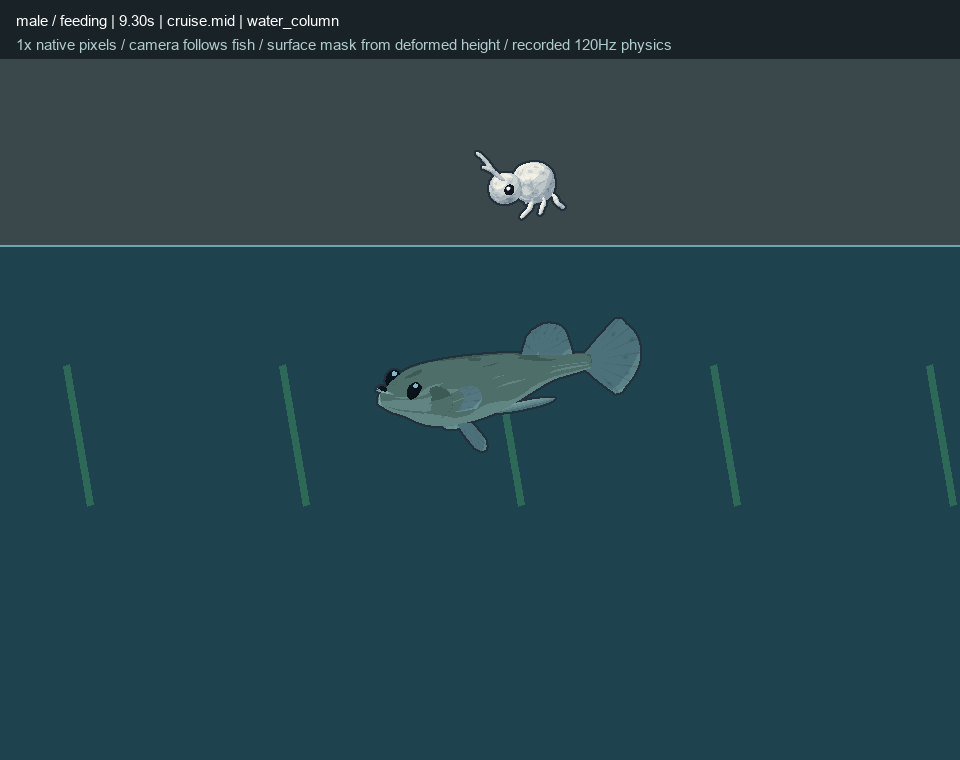 male / feeding | 9.30s | cruise.mid | water_column
1x native pixels / camera follows fish / surface mask from deformed height / recorded 120Hz physics